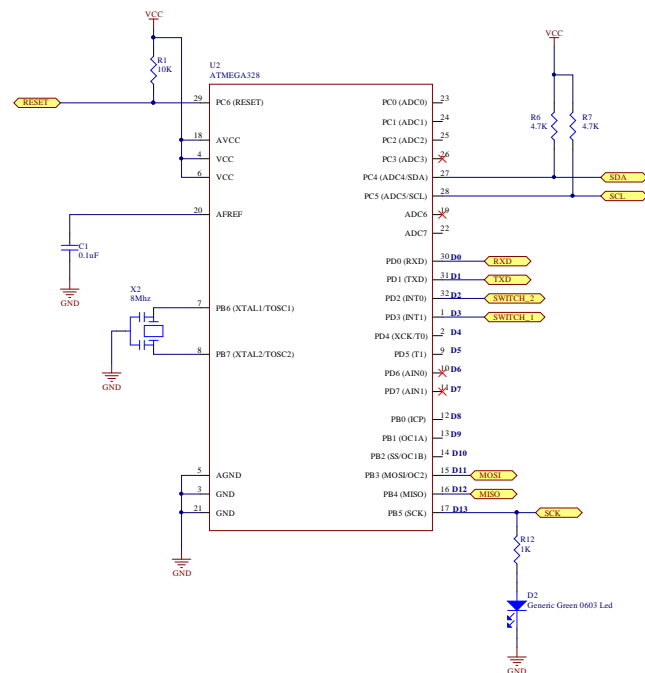 VCC
R1
10K
RESET
U2
ATMEGA328
29
PC6 (RESET)
18
AVCC
4
VCC
6
VCC
20
AFREF
C1
0.1uF
GND
X2
8Mhz
7
PB6 (XTAL1/TOSC1)
8
PB7 (XTAL2/TOSC2)
GND
5
AGND
3
GND
21
GND
GND
PC0 (ADC0)
23
PC1 (ADC1)
24
PC2 (ADC2)
25
PC3 (ADC3)
26
PC4 (ADC4/SDA)
27
PC5 (ADC5/SCL)
28
ADC6
19
ADC7
22
VCC
R6
4.7K
R7
4.7K
SDA
SCL
PD0 (RXD)
30 D0
RXD
PD1 (TXD)
31 D1
TXD
PD2 (INT0)
32 D2
SWITCH_2
PD3 (INT1)
1 D3
SWITCH_1
PD4 (XCK/T0)
2 D4
PD5 (T1)
9 D5
PD6 (AIN0)
10 D6
PD7 (AIN1)
11 D7
PB0 (ICP)
12 D8
PB1 (OC1A)
13 D9
PB2 (SS/OC1B)
14 D10
PB3 (MOSI/OC2)
15 D11
MOSI
PB4 (MISO)
16 D12
MISO
PB5 (SCK)
17 D13
SCK
R12
1K
D2
Generic Green 0603 Led
GND